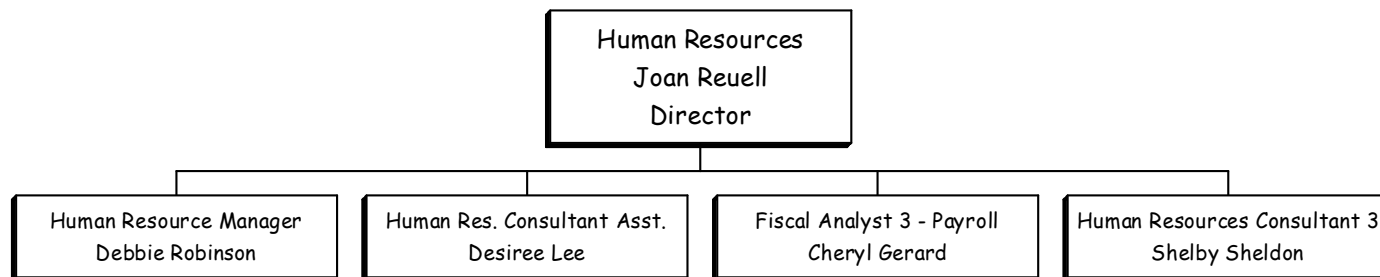 Human Resources
Joan Reuell
Director
Human Resource Manager
Debbie Robinson
Human Res. Consultant Asst.
Desiree Lee
Fiscal Analyst 3 - Payroll
Cheryl Gerard
Human Resources Consultant 3
Shelby Sheldon